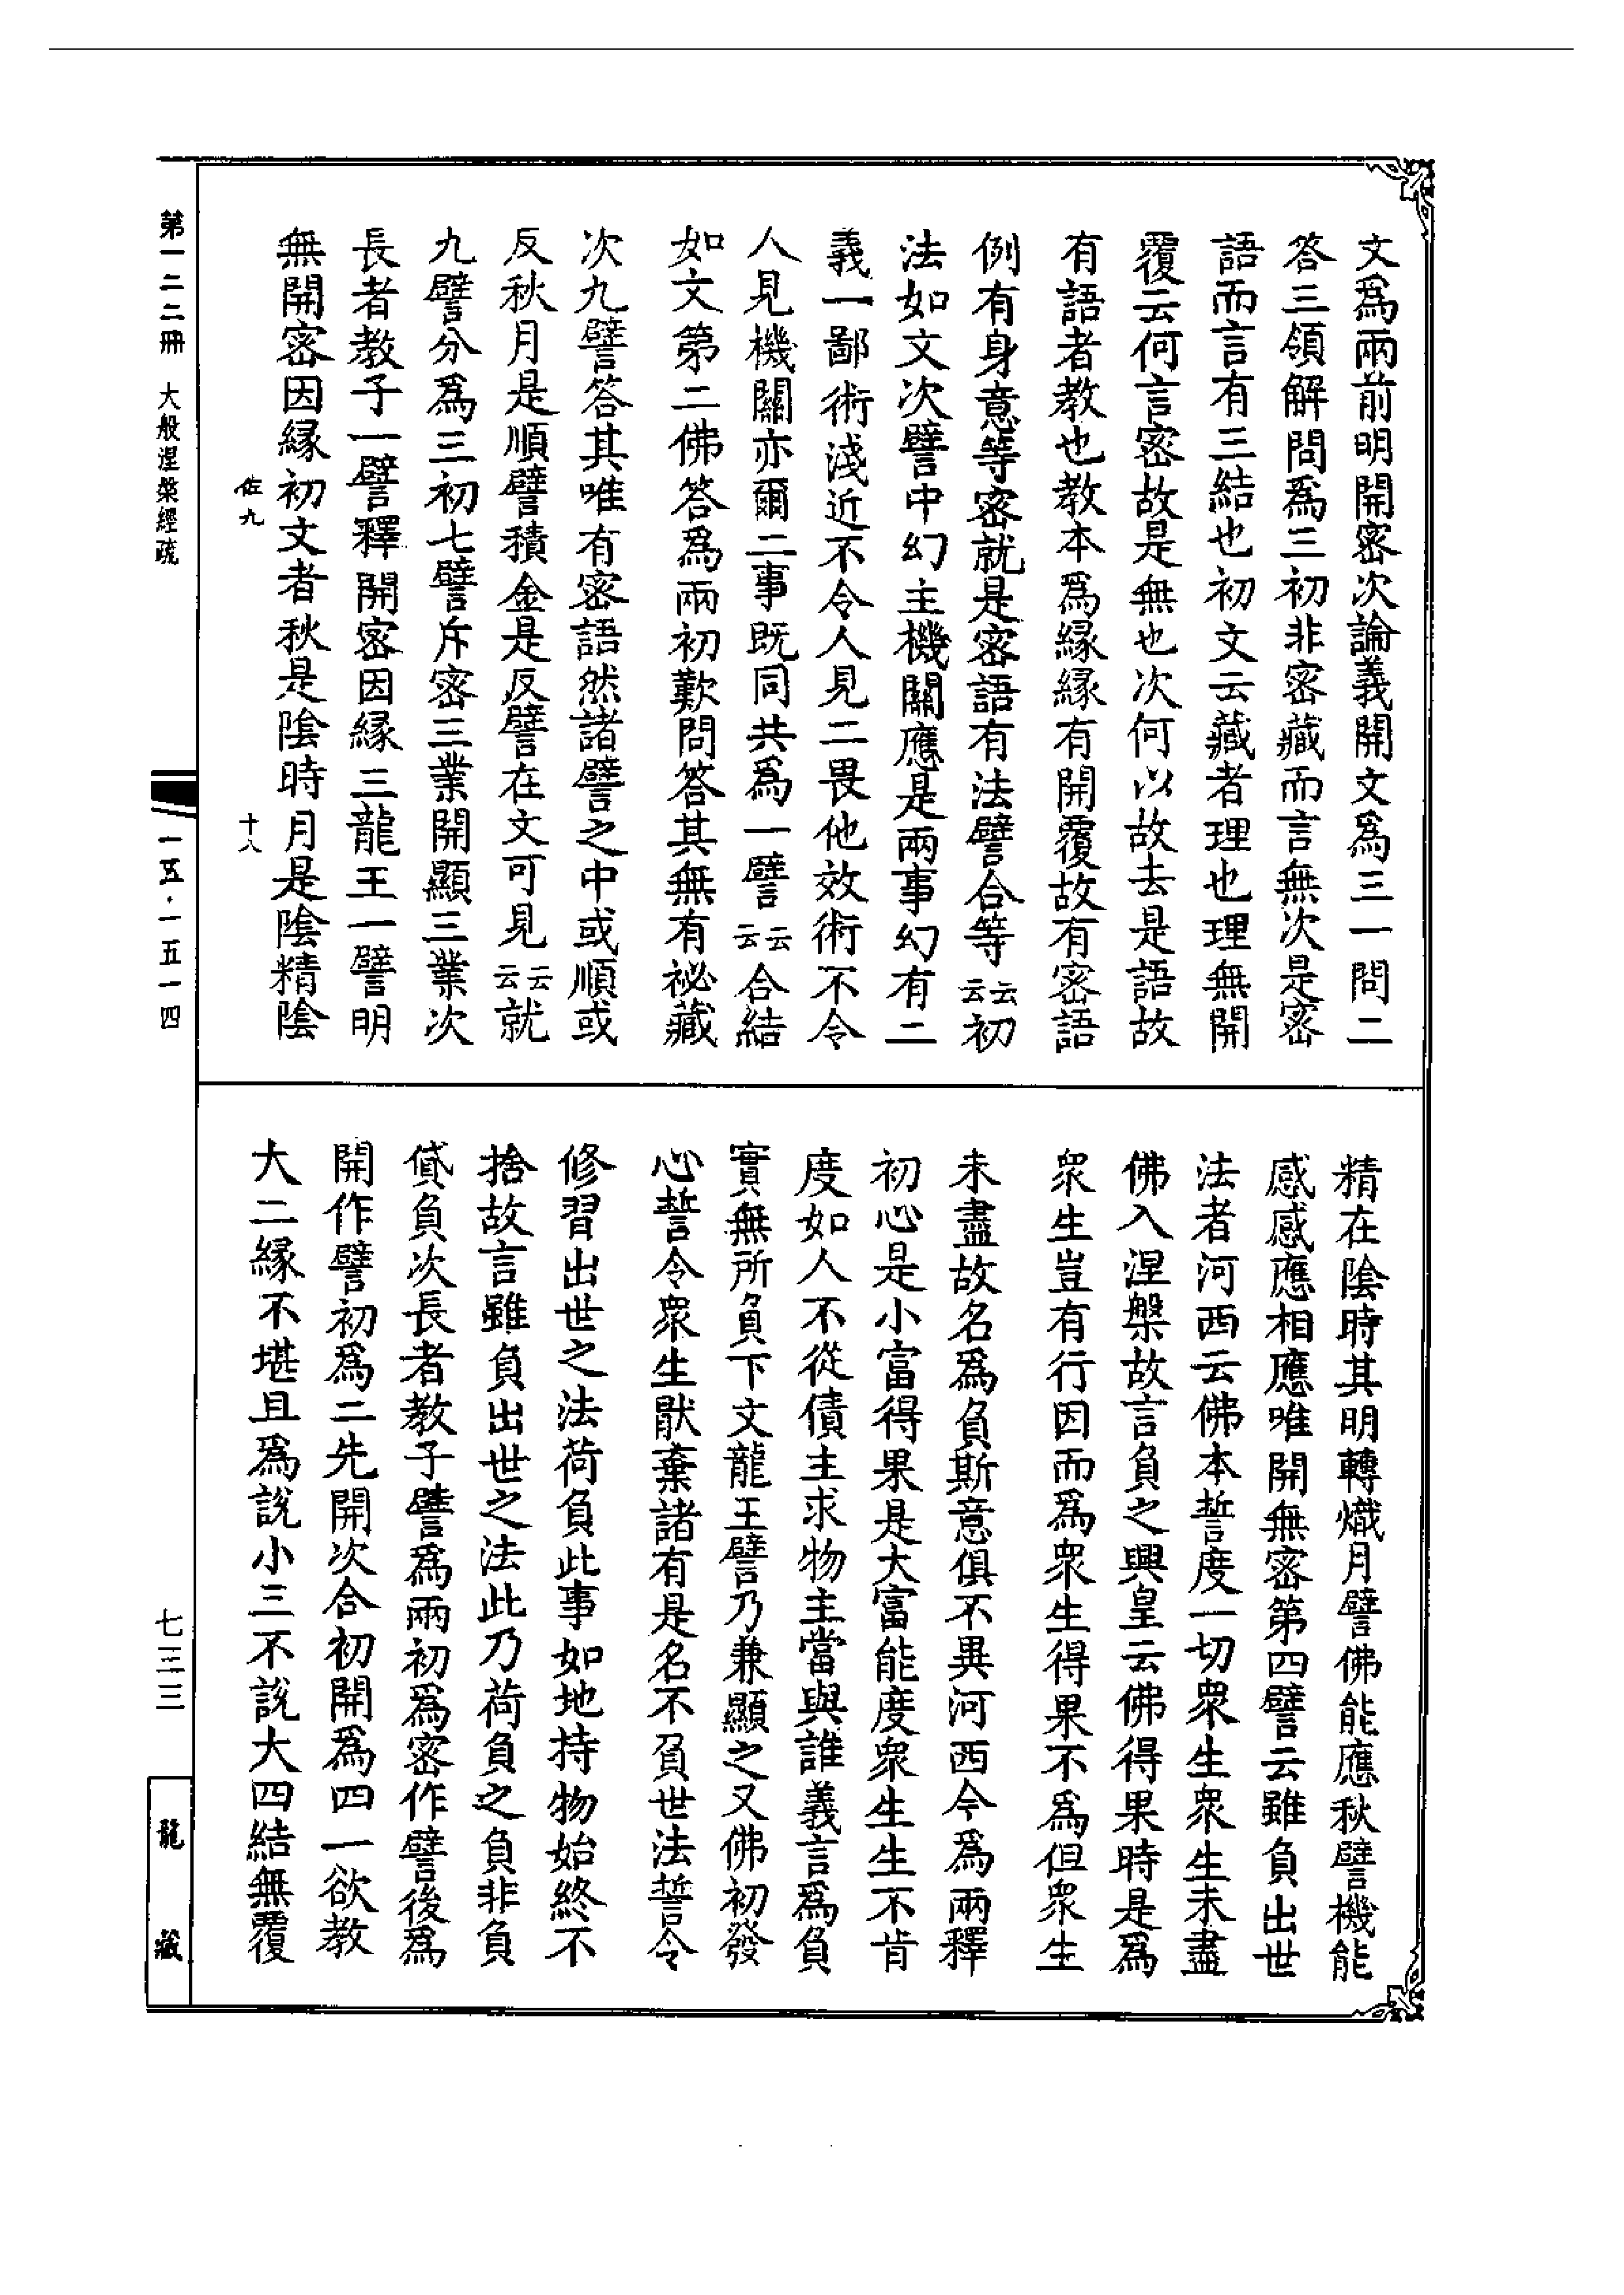 文爲兩前明開密次論義開文爲三一問二
答三領解問爲三初非密藏而言無次是密
語而言有三結也初文云藏者理也理無開
覆云何言密故是無也次何以故去是語故
有語者教也教本爲緣緣有開覆故有密語
例有身意等密就是密語有法譬合等云云初
法如文次譬中幻主機關應是兩事幻有二
義一鄙術淺近不令人見二畏他效術不令
人見機關亦爾二事既同共爲一譬云云合結
如文第二佛答爲兩初歎問答其無有祕藏
次九譬答其唯有密語然諸譬之中或順或
反秋月是順譬積金是反譬在文可見云云就
九譬分爲三初七譬斥密三業開顯三業次
長者教子一譬釋開密因緣三龍王一譬明
無開密因緣初文者秋是隂時月是隂精隂
佐九
十八
精在隂時其明轉熾月譬佛能應秋譬機能
感感應相應唯開無密第四譬云雖負出世
法者河西云佛本誓度一切衆生衆生未盡
佛入涅槃故言負之興皇云佛得果時是爲
衆生豈有行因而爲衆生得果不爲但衆生
未盡故名爲負斯意俱不異河西今爲兩釋
初心是小富得果是大富能度衆生生不肯
度如人不從債主求物主當與誰義言爲負
實無所負下文龍王譬乃兼顯之又佛初發
心誓令衆生猒棄諸有是名不負世法誓令
修習出世之法荷負此事如地持物始終不
捨故言雖負出世之法此乃荷負之負非負
貸負次長者教子譬爲兩初爲密作譬後爲
開作譬初爲二先開次合初開爲四一欲教
大二緣不堪且爲說小三不說大四結無覆
第一二二冊 大般涅槃經疏
一五·一五一四
七三三
龍藏